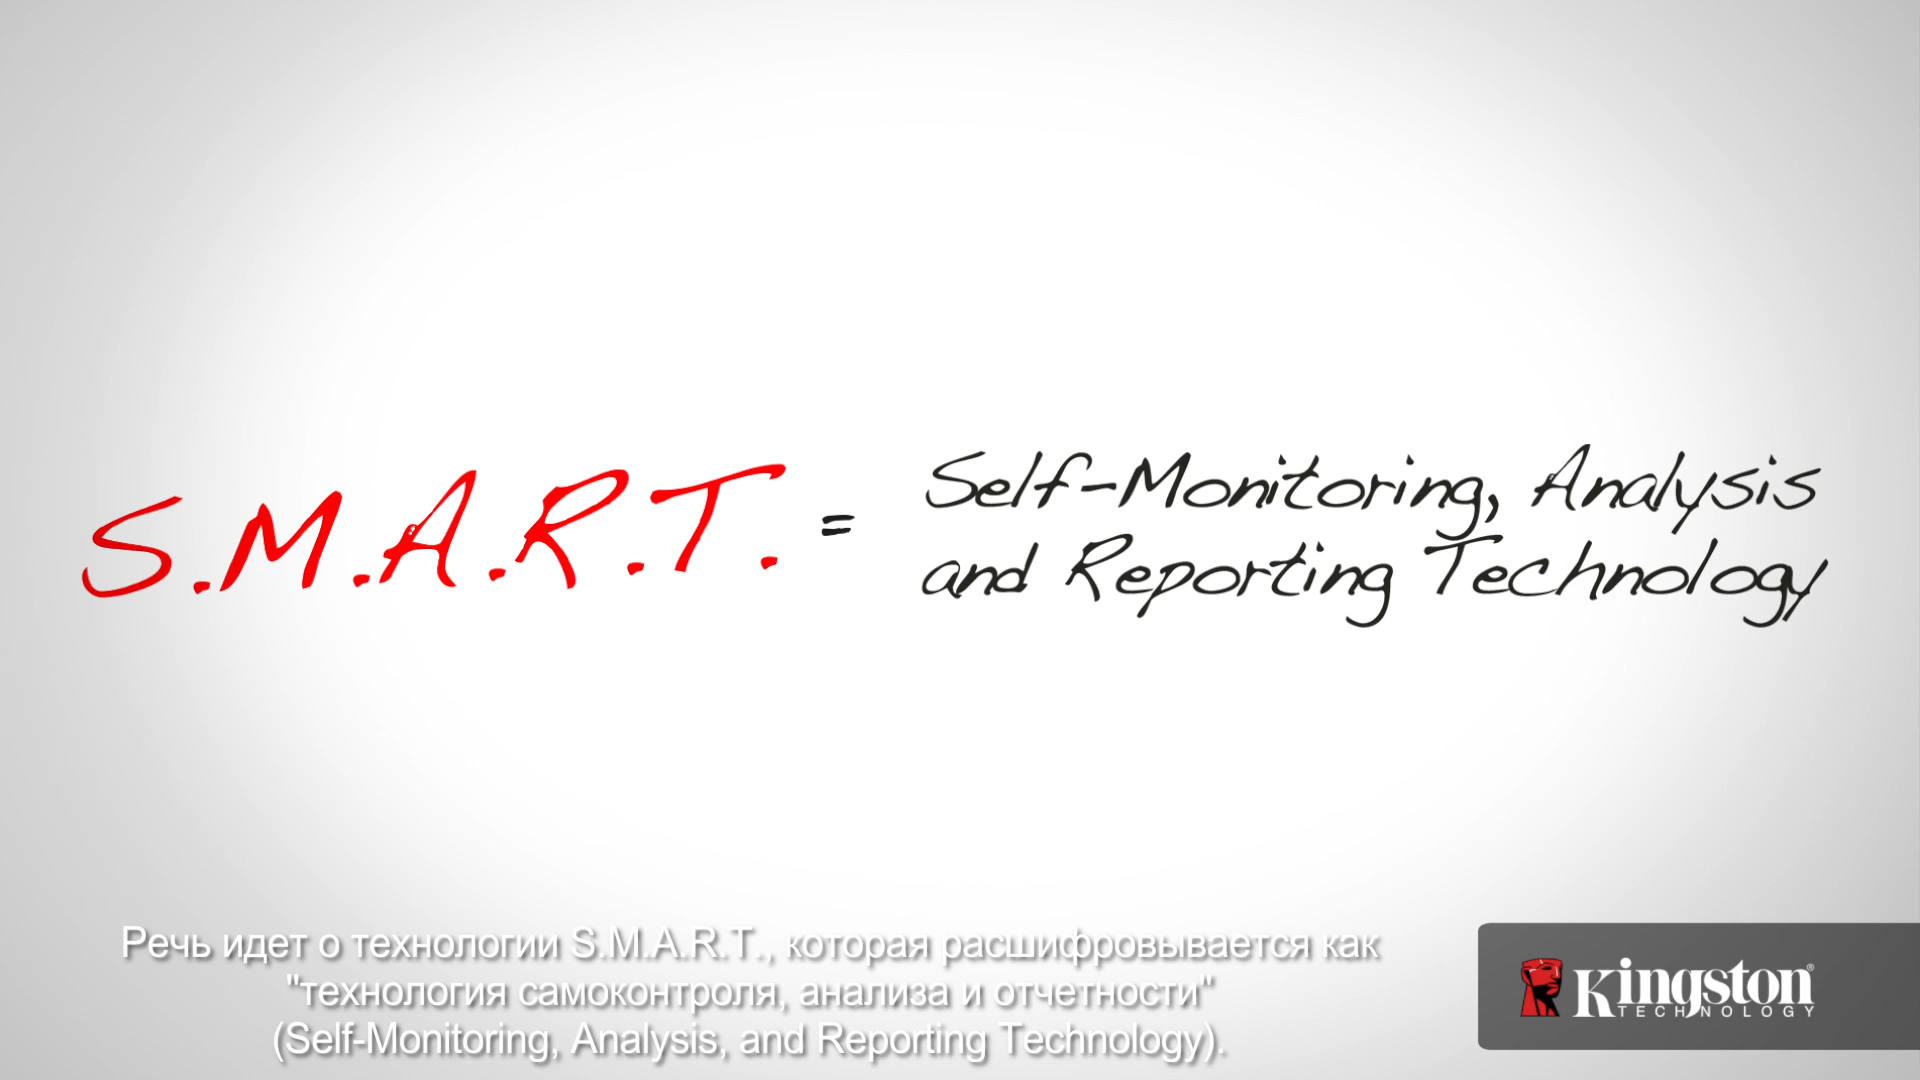 S.M.A.R.T. = Self-Monitoring, Analysis
and Reporting Technology
Речь идет о технологии S.M.A.R.T., которая расшифровывается как
"технология самоконтроля, анализа и отчетности"
(Self-Monitoring, Analysis, and Reporting Technology).
Kingston®
TECHNOLOGY